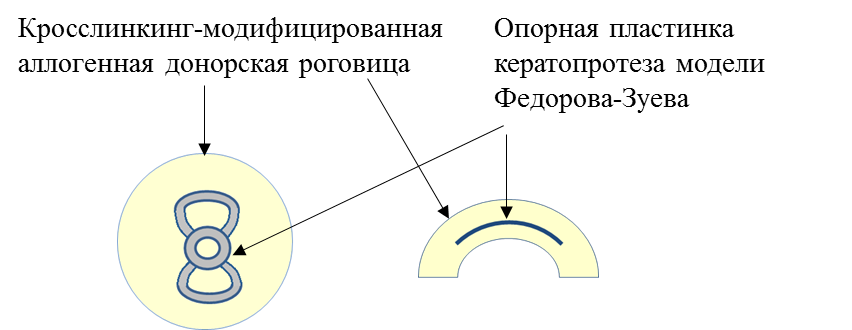 Кросслинкинг-модифицированная
аллогенная донорская роговица
Опорная пластинка
кератопротеза модели
Федорова-Зуева